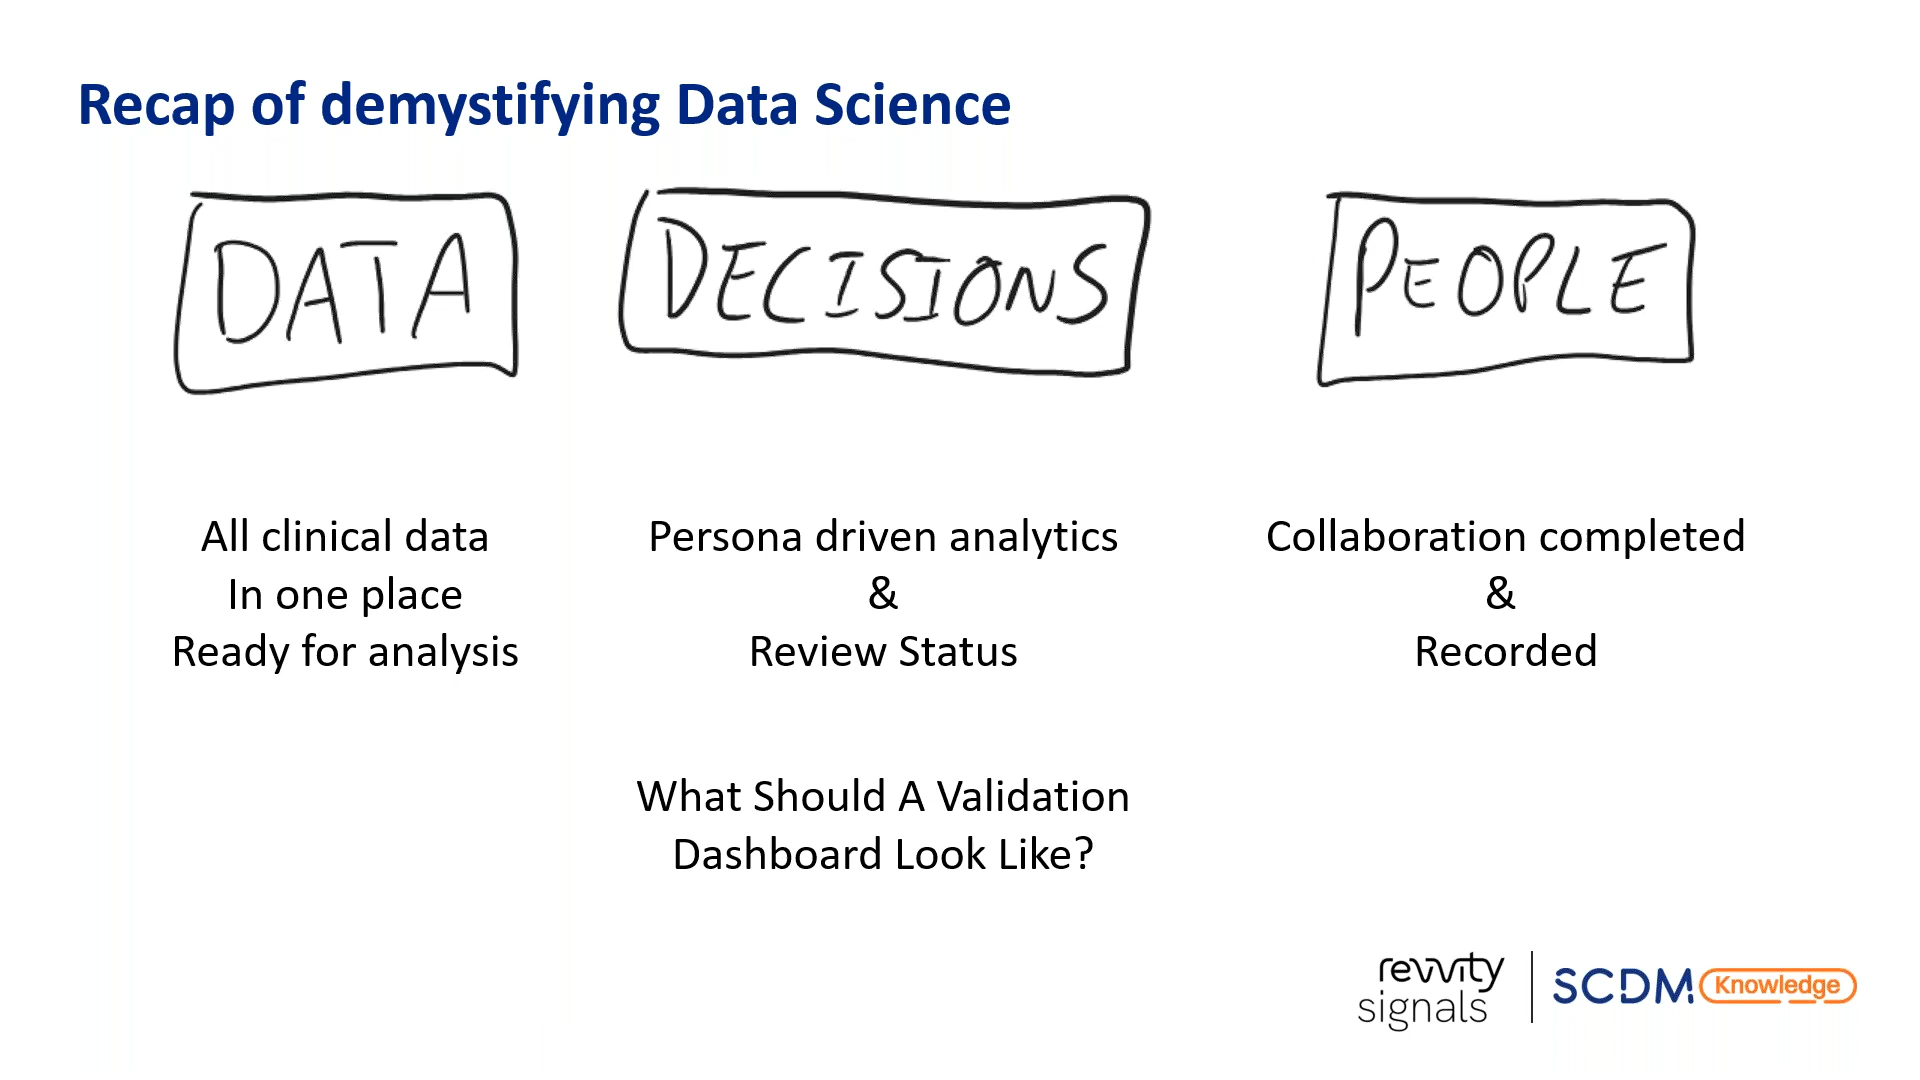 Recap of demystifying Data Science
DATA
DECISIONS
PEOPLE
All clinical data
In one place
Ready for analysis
Persona driven analytics
&
Review Status
Collaboration completed
&
Recorded
What Should A Validation
Dashboard Look Like?
revvity
signals
SCDM Knowledge